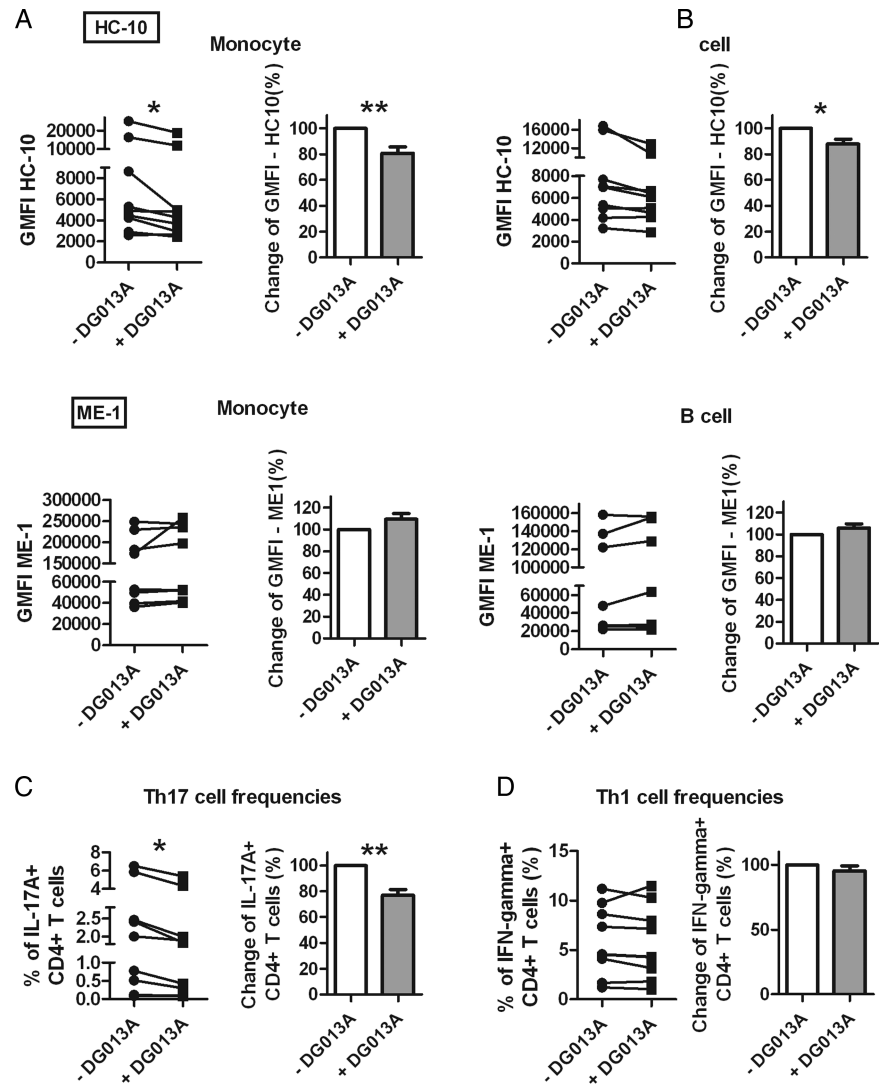 A
HC-10
Monocyte
B
cell
GMFI HC-10
20000
10000
8000
6000
4000
2000
0
*
- DG013A
+ DG013A
Change of GMFI - HC10(%)
100
80
60
40
20
0
**
- DG013A
+ DG013A
GMFI HC-10
16000
12000
8000
6000
4000
2000
0
- DG013A
+ DG013A
Change of GMFI - HC10(%)
100
80
60
40
20
0
*
- DG013A
+ DG013A
ME-1
Monocyte
B cell
GMFI ME-1
300000
250000
200000
150000
60000
40000
20000
0
- DG013A
+ DG013A
Change of GMFI - ME1(%)
120
100
80
60
40
20
0
- DG013A
+ DG013A
GMFI ME-1
160000
140000
120000
100000
60000
40000
20000
0
- DG013A
+ DG013A
Change of GMFI - ME1(%)
120
100
80
60
40
20
0
- DG013A
+ DG013A
C
Th17 cell frequencies
% of IL-17A+
CD4+ T cells
8
6
4
2.5
2.0
1.0
0.5
0.0
*
- DG013A
+ DG013A
Change of IL-17A+
CD4+ T cells (%)
100
80
60
40
20
0
**
- DG013A
+ DG013A
D
Th1 cell frequencies
% of IFN-gamma+
CD4+ T cells (%)
15
10
5
0
- DG013A
+ DG013A
Change of IFN-gamma+
CD4+ T cells (%)
100
50
0
- DG013A
+ DG013A